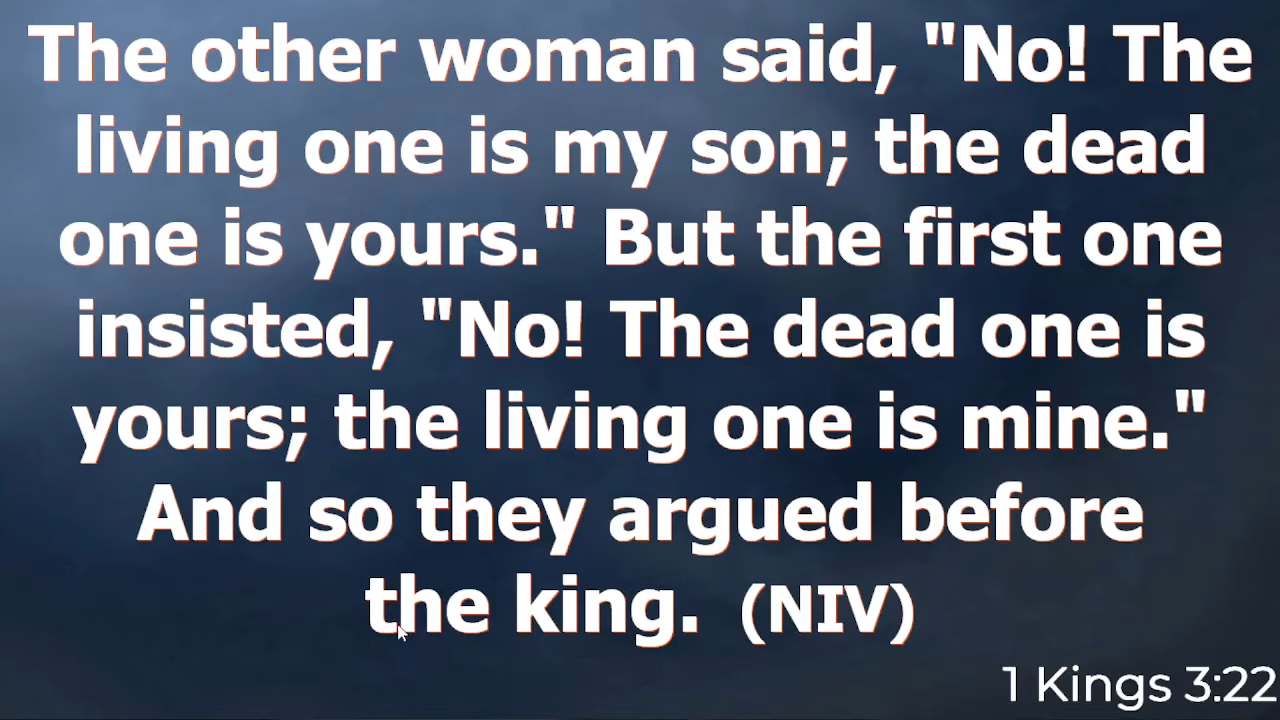 The other woman said, "No! The
living one is my son; the dead
one is yours." But the first one
insisted, "No! The dead one is
yours; the living one is mine."
And so they argued before
the king. (NIV)
1 Kings 3:22